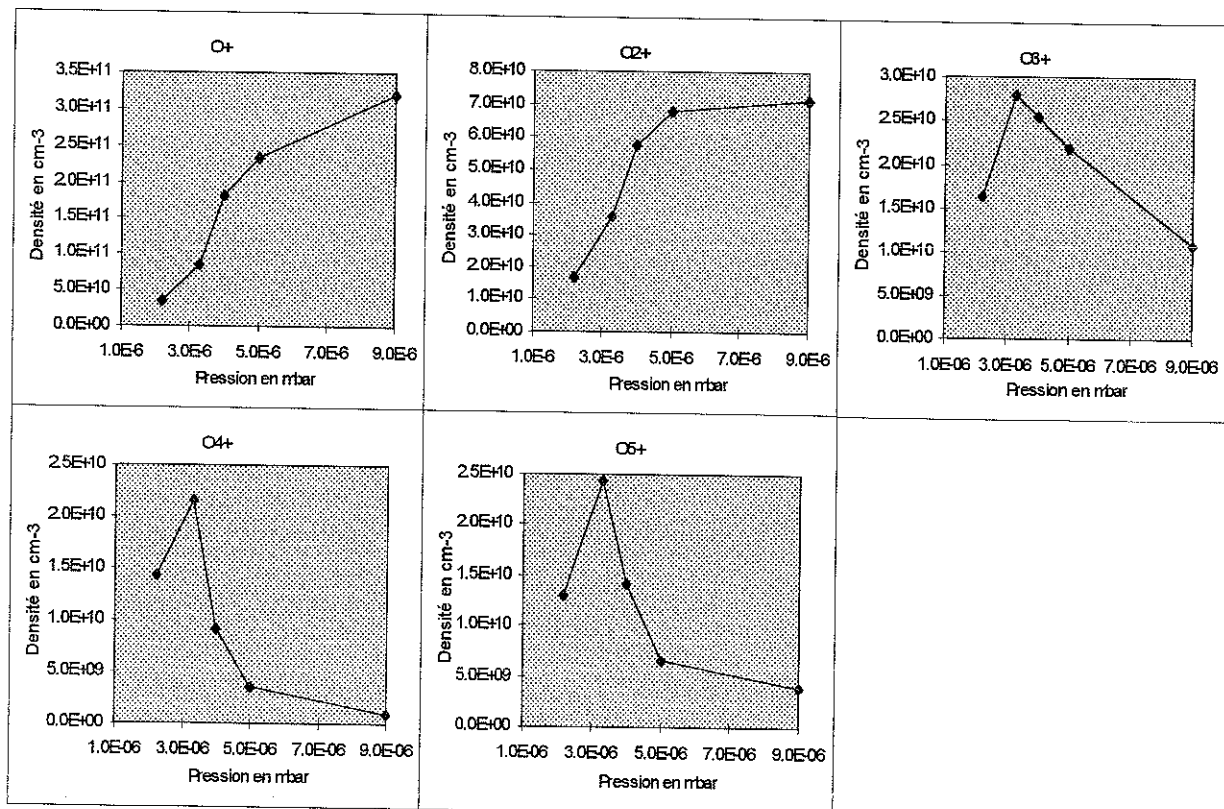 O+
3.5E+11
3.0E+11
2.5E+11
2.0E+11
1.5E+11
1.0E+11
5.0E+10
0.0E+00
Densité en cm-3
1.0E-6 3.0E-6 5.0E-6 7.0E-6 9.0E-6
Pression en mbar
O2+
8.0E+10
7.0E+10
6.0E+10
5.0E+10
4.0E+10
3.0E+10
2.0E+10
1.0E+10
0.0E+00
Densité en cm-3
1.0E-6 3.0E-6 5.0E-6 7.0E-6 9.0E-6
Pression en mbar
O3+
3.0E+10
2.5E+10
2.0E+10
1.5E+10
1.0E+10
5.0E+09
0.0E+00
Densité en cm-3
1.0E-06 3.0E-06 5.0E-06 7.0E-06 9.0E-06
Pression en mbar
O4+
2.5E+10
2.0E+10
1.5E+10
1.0E+10
5.0E+09
0.0E+00
Densité en cm-3
1.0E-06 3.0E-06 5.0E-06 7.0E-06 9.0E-06
Pression en mbar
O5+
2.5E+10
2.0E+10
1.5E+10
1.0E+10
5.0E+09
0.0E+00
Densité en cm-3
1.0E-06 3.0E-06 5.0E-06 7.0E-06 9.0E-06
Pression en mbar